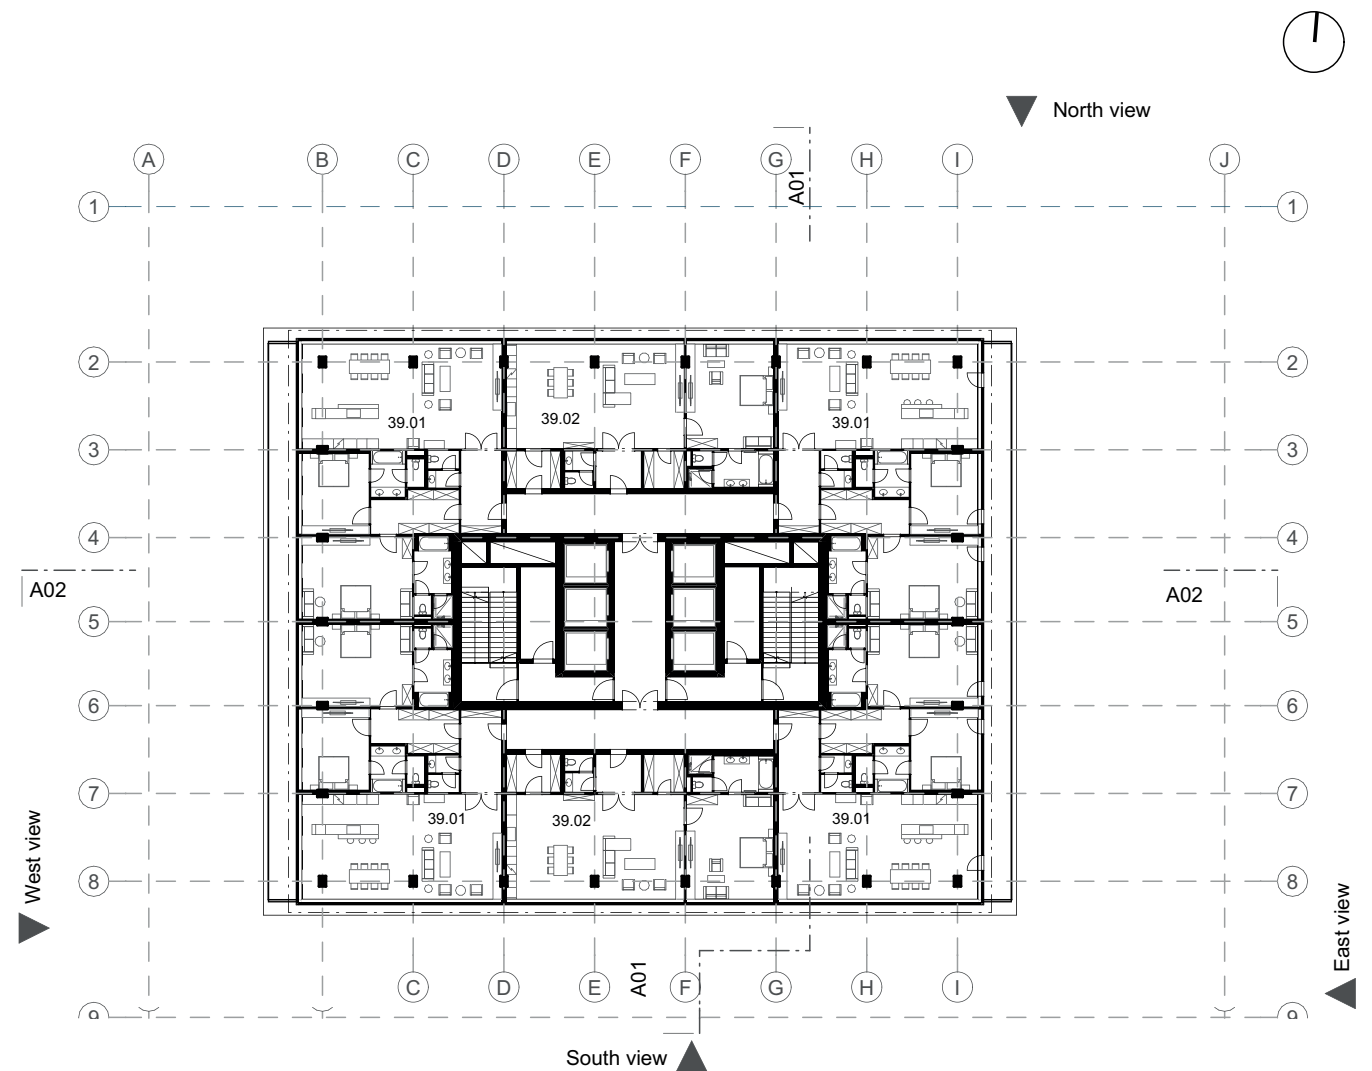 North view
A B C D E F G H I J
A01
1 1
2 2
39.01 39.02 39.01
3 3
4 4
A02 A02
5 5
6 6
7 7
39.01 39.02 39.01
West view
8 8
East view
A01
C D E F G H I
9 9
South view